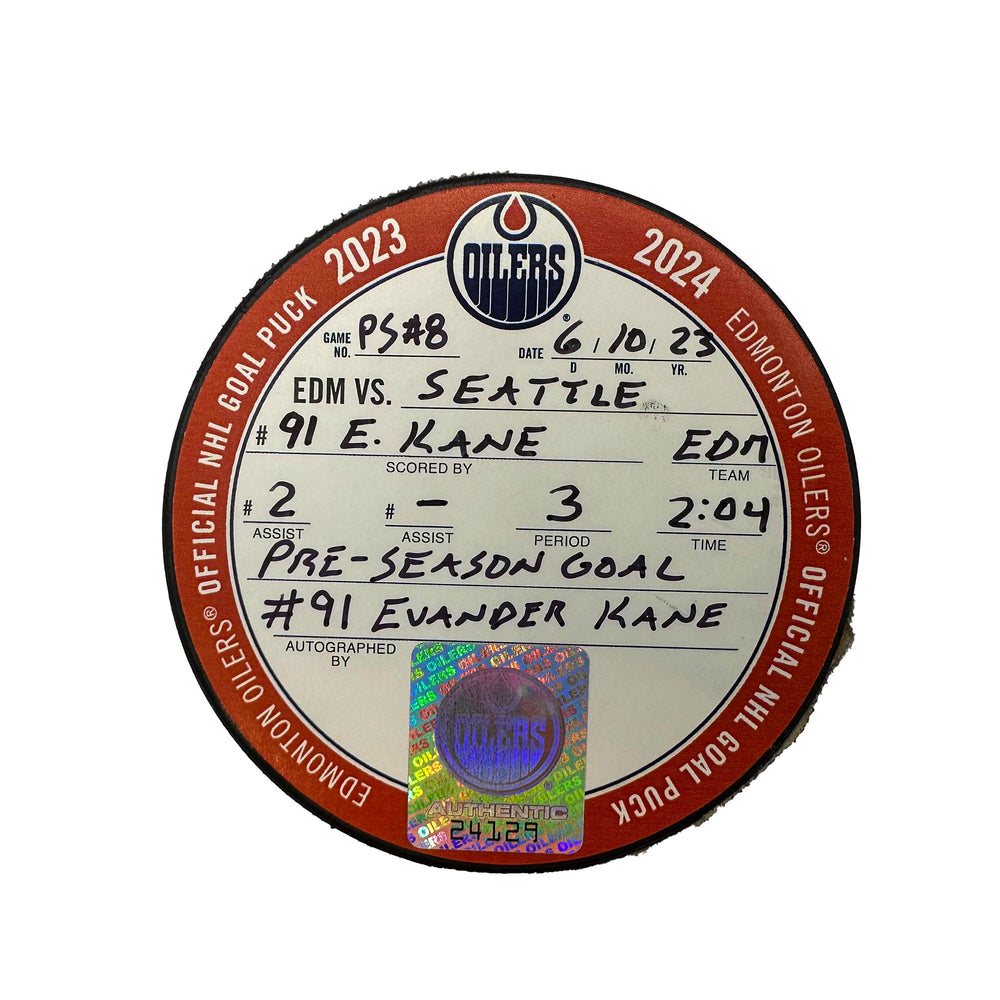 2023
2024
EDMONTON OILERS® OFFICIAL NHL GOAL PUCK
EDMONTON OILERS® OFFICIAL NHL GOAL PUCK
OILERS
®
GAME NO. PS#8 DATE 6 / 10 / 23
D MO. YR.
EDM VS. SEATTLE
# 91 E. KANE EDM
SCORED BY TEAM
# 2 # – 3 2:04
ASSIST ASSIST PERIOD TIME
PRE-SEASON GOAL
#91 EVANDER KANE
AUTOGRAPHED BY
OILERS
AUTHENTIC
24129